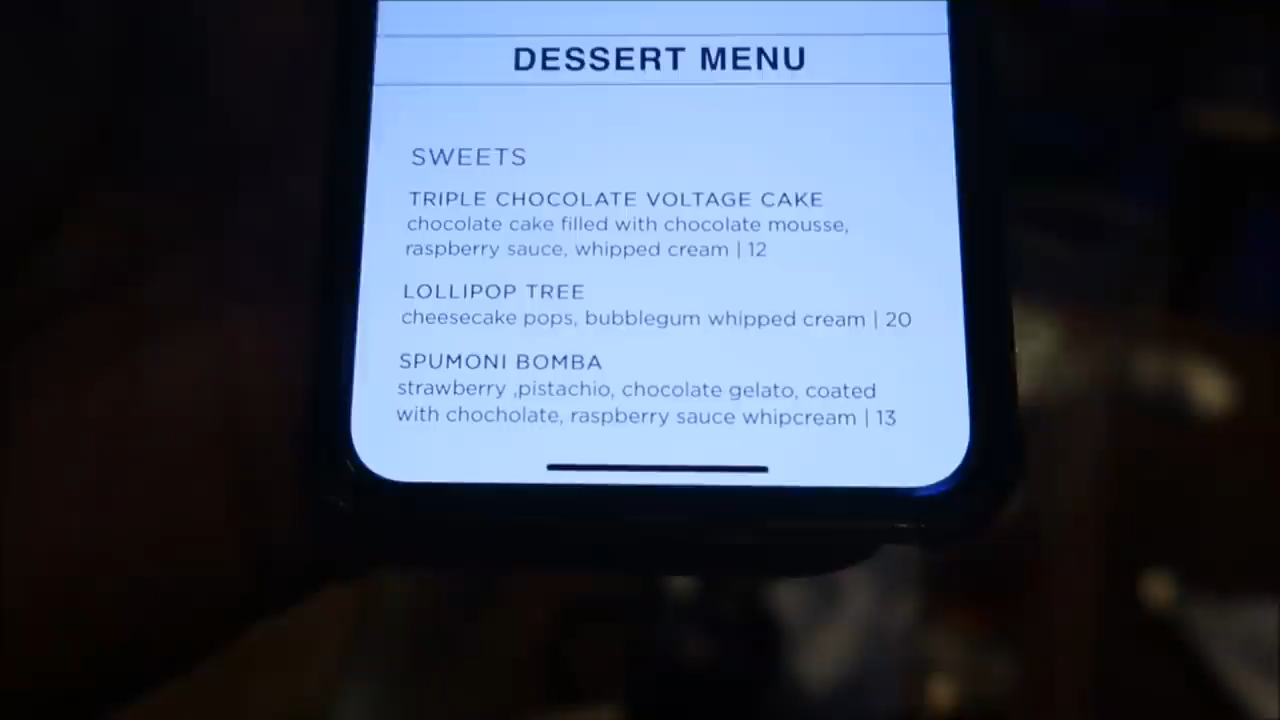 DESSERT MENU
SWEETS
TRIPLE CHOCOLATE VOLTAGE CAKE
chocolate cake filled with chocolate mousse,
raspberry sauce, whipped cream | 12
LOLLIPOP TREE
cheesecake pops, bubblegum whipped cream | 20
SPUMONI BOMBA
strawberry ,pistachio, chocolate gelato, coated
with chocholate, raspberry sauce whipcream | 13